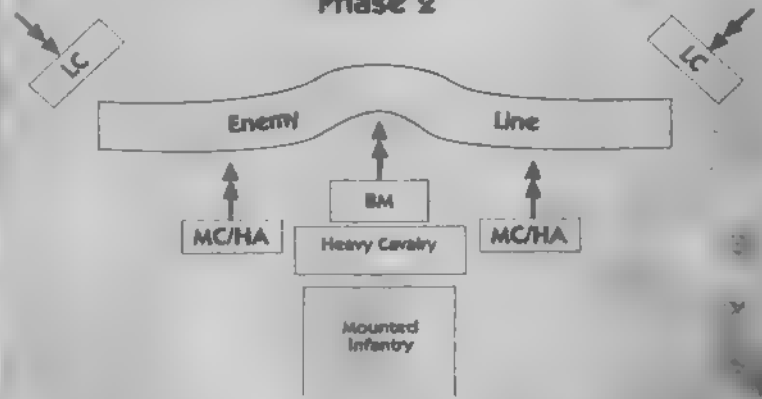 Phase 2
LC
LC
Enemy Line
BM
MC/HA
Heavy Cavalry
MC/HA
Mounted
Infantry